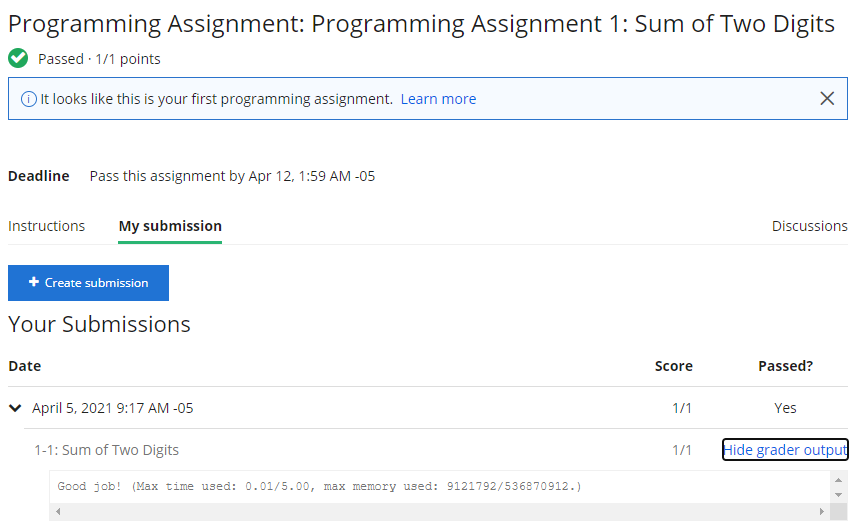 Programming Assignment: Programming Assignment 1: Sum of Two Digits
Passed · 1/1 points
It looks like this is your first programming assignment. Learn more
Deadline Pass this assignment by Apr 12, 1:59 AM -05
Instructions My submission Discussions
Create submission
Your Submissions
Date Score Passed?
April 5, 2021 9:17 AM -05 1/1 Yes
1-1: Sum of Two Digits 1/1 Hide grader output
Good job! (Max time used: 0.01/5.00, max memory used: 9121792/536870912.)